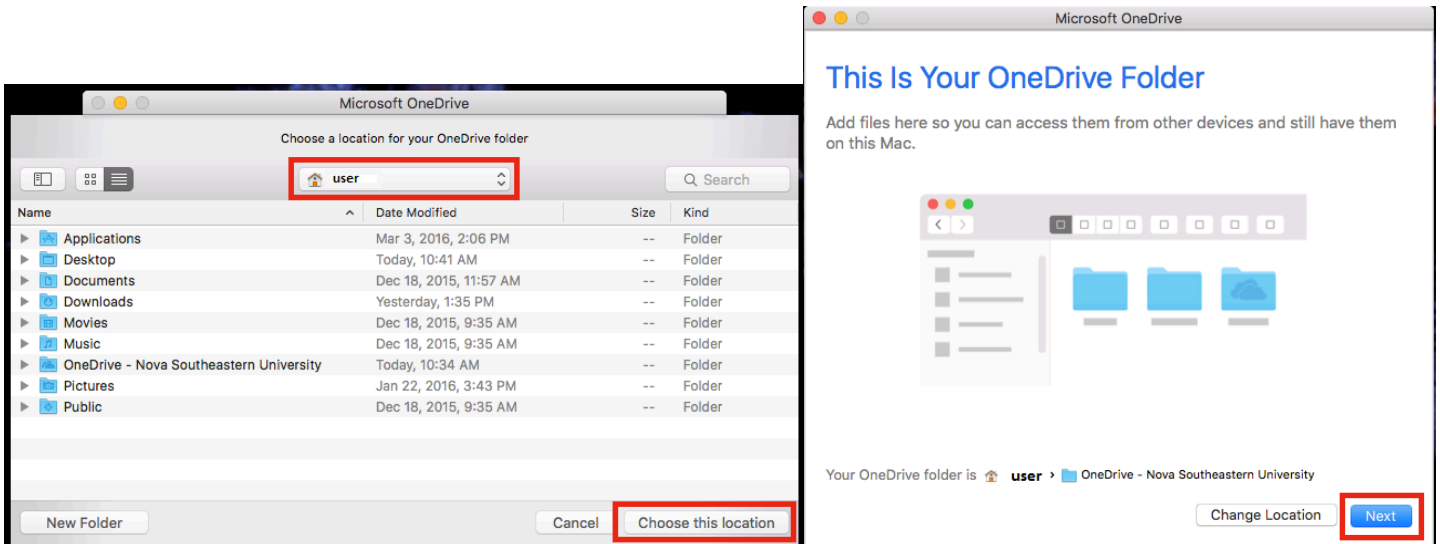 Microsoft OneDrive
Choose a location for your OneDrive folder
user
Search
Name Date Modified Size Kind
Applications Mar 3, 2016, 2:06 PM -- Folder
Desktop Today, 10:41 AM -- Folder
Documents Dec 18, 2015, 11:57 AM -- Folder
Downloads Yesterday, 1:35 PM -- Folder
Movies Dec 18, 2015, 9:35 AM -- Folder
Music Dec 18, 2015, 9:35 AM -- Folder
OneDrive - Nova Southeastern University Today, 10:34 AM -- Folder
Pictures Jan 22, 2016, 3:43 PM -- Folder
Public Dec 18, 2015, 9:35 AM -- Folder
New Folder Cancel Choose this location
Microsoft OneDrive
This Is Your OneDrive Folder
Add files here so you can access them from other devices and still have them
on this Mac.
Your OneDrive folder is user › OneDrive - Nova Southeastern University
Change Location Next